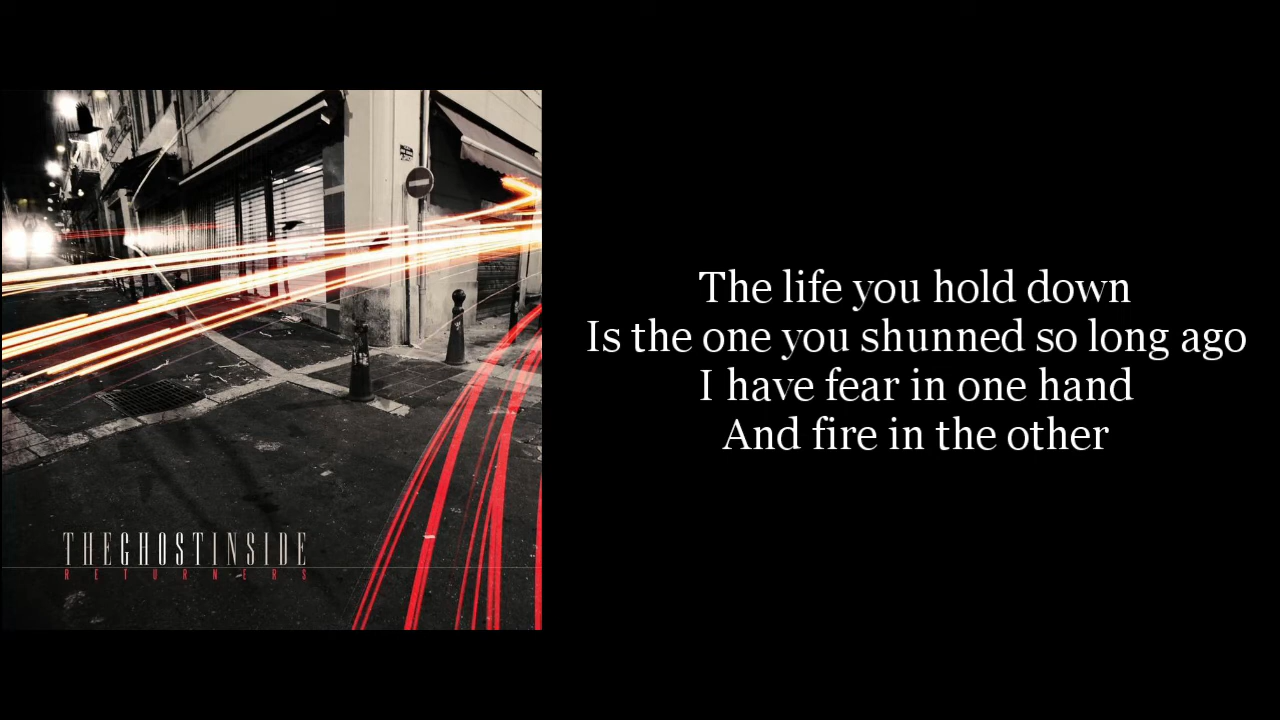 THEGHOSTINSIDE
RETURNERS
The life you hold down
Is the one you shunned so long ago
I have fear in one hand
And fire in the other